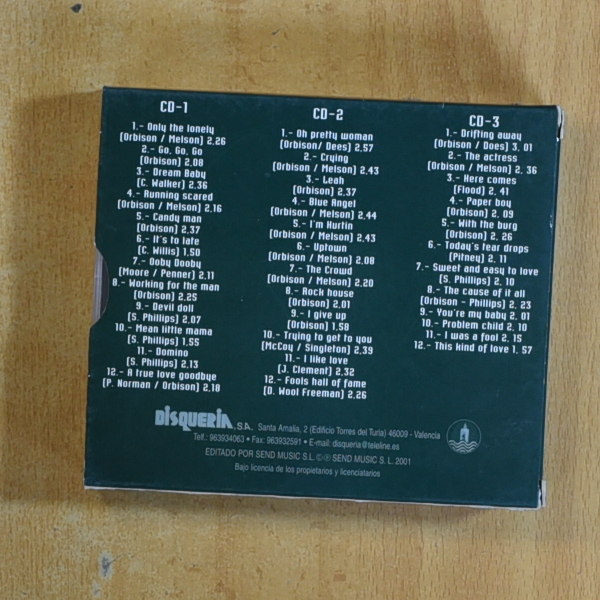 CD-1
1.- Only the lonely
(Orbison / Melson) 2,26
2.- Go, Go, Go
(Orbison) 2,08
3.- Dream Baby
(C. Walker) 2,36
4.- Running scared
(Orbison / Melson) 2.16
5.- Candy man
(Orbison) 2.37
6.- It's to late
(C. Willis) 1,50
7.- Ooby Dooby
(Moore / Penner) 2,11
8.- Working for the man
(Orbison) 2.25
9.- Devil doll
(S. Phillips) 2,07
10.- Mean little mama
(S. Phillips) 1,55
11.- Domino
(S. Phillips) 2,13
12.- A true love goodbye
(P. Norman / Orbison) 2,18
CD-2
1.- Oh pretty woman
(Orbison/ Dees) 2,57
2.- Crying
(Orbison/ Melson) 2,43
3.- Leah
(Orbison) 2,37
4.- Blue Angel
(Orbison / Melson) 2,44
5.- I'm Hurtin
(Orbison / Melson) 2,43
6.- Uptown
(Orbison / Melson) 2,08
7.- The Crowd
(Orbison / Melson) 2,20
8.- Rock house
(Orbison) 2,01
9.- I give up
(Orbison) 1,58
10.- Trying to get to you
(McCoy / Singleton) 2,39
11.- I like love
(J. Clement) 2,32
12.- Fools hall of fame
(D. Wool Freeman) 2,26
CD-3
1.- Drifting away
(Orbison / Does) 3, 01
2.- The actress
(Orbison / Melson) 2, 36
3.- Here comes
(Flood) 2, 41
4.- Paper boy
(Orbison) 2, 09
5.- With the burg
(Orbison) 2, 26
6.- Today's tear drops
(Pitney) 2, 11
7.- Sweet and easy to love
(S. Phillips) 2, 10
8.- The cause of it all
(Orbison - Phillips) 2, 23
9.- You're my baby 2, 01
10.- Problem child 2, 10
11.- I was a fool 2, 15
12.- This kind of love 1, 57
DISQUERIA, S.A. Santa Amalia, 2 (Edificio Torres del Turia) 46009 - Valencia
Telf.: 963934063 • Fax: 963932591 • E-mail: disqueria@teleline.es
EDITADO POR SEND MUSIC S.L. © ℗ SEND MUSIC S. L. 2001
Bajo licencia de los propietarios y licenciatarios